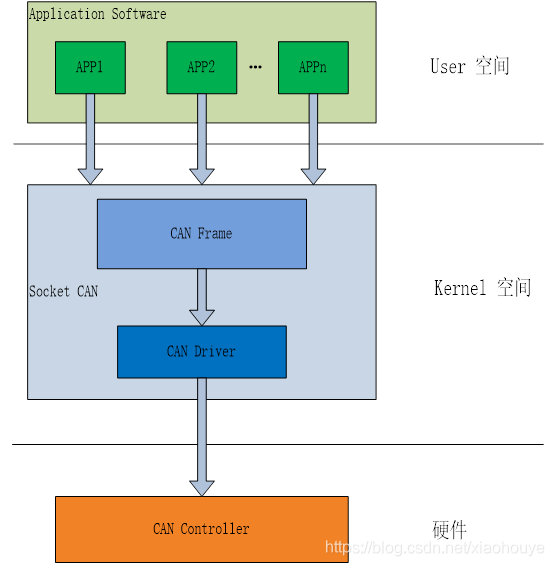 Application Software
APP1
APP2
...
APPn
User 空间
CAN Frame
Socket CAN
Kernel 空间
CAN Driver
CAN Controller
硬件
https://blog.csdn.net/xiaohouye